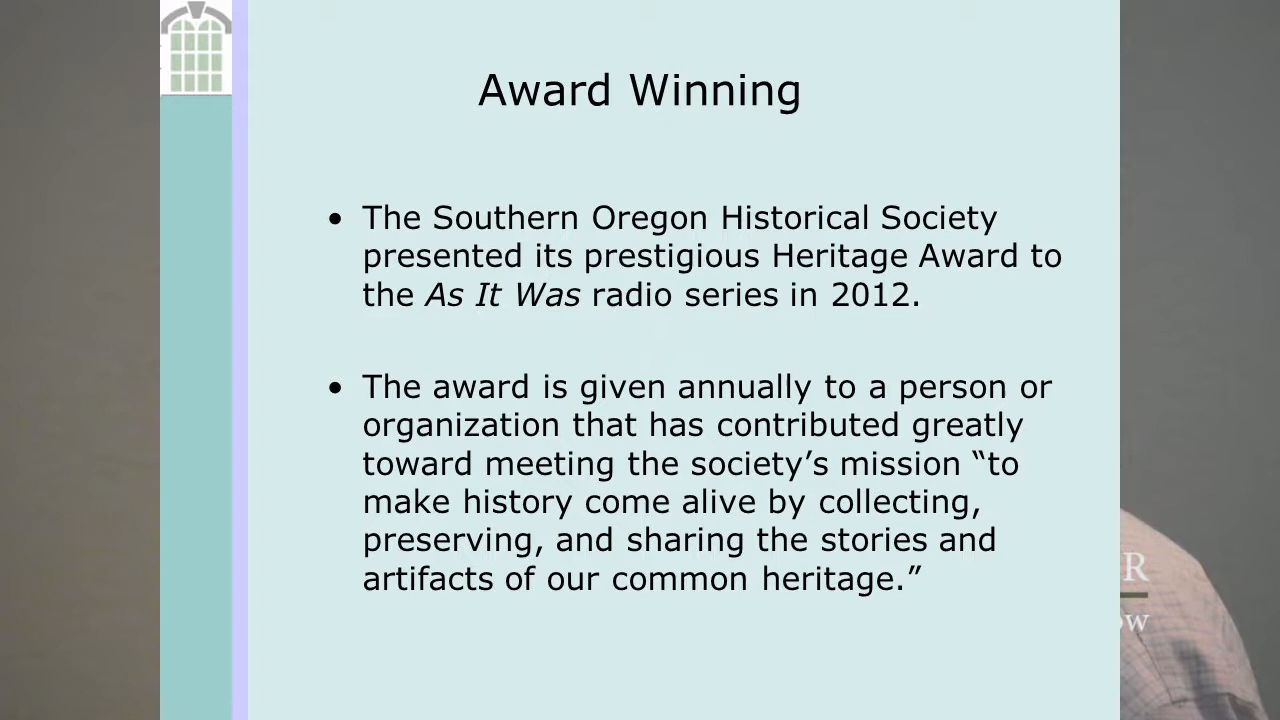 Award Winning
• The Southern Oregon Historical Society
presented its prestigious Heritage Award to
the As It Was radio series in 2012.
• The award is given annually to a person or
organization that has contributed greatly
toward meeting the society’s mission “to
make history come alive by collecting,
preserving, and sharing the stories and
artifacts of our common heritage.”
R
ow